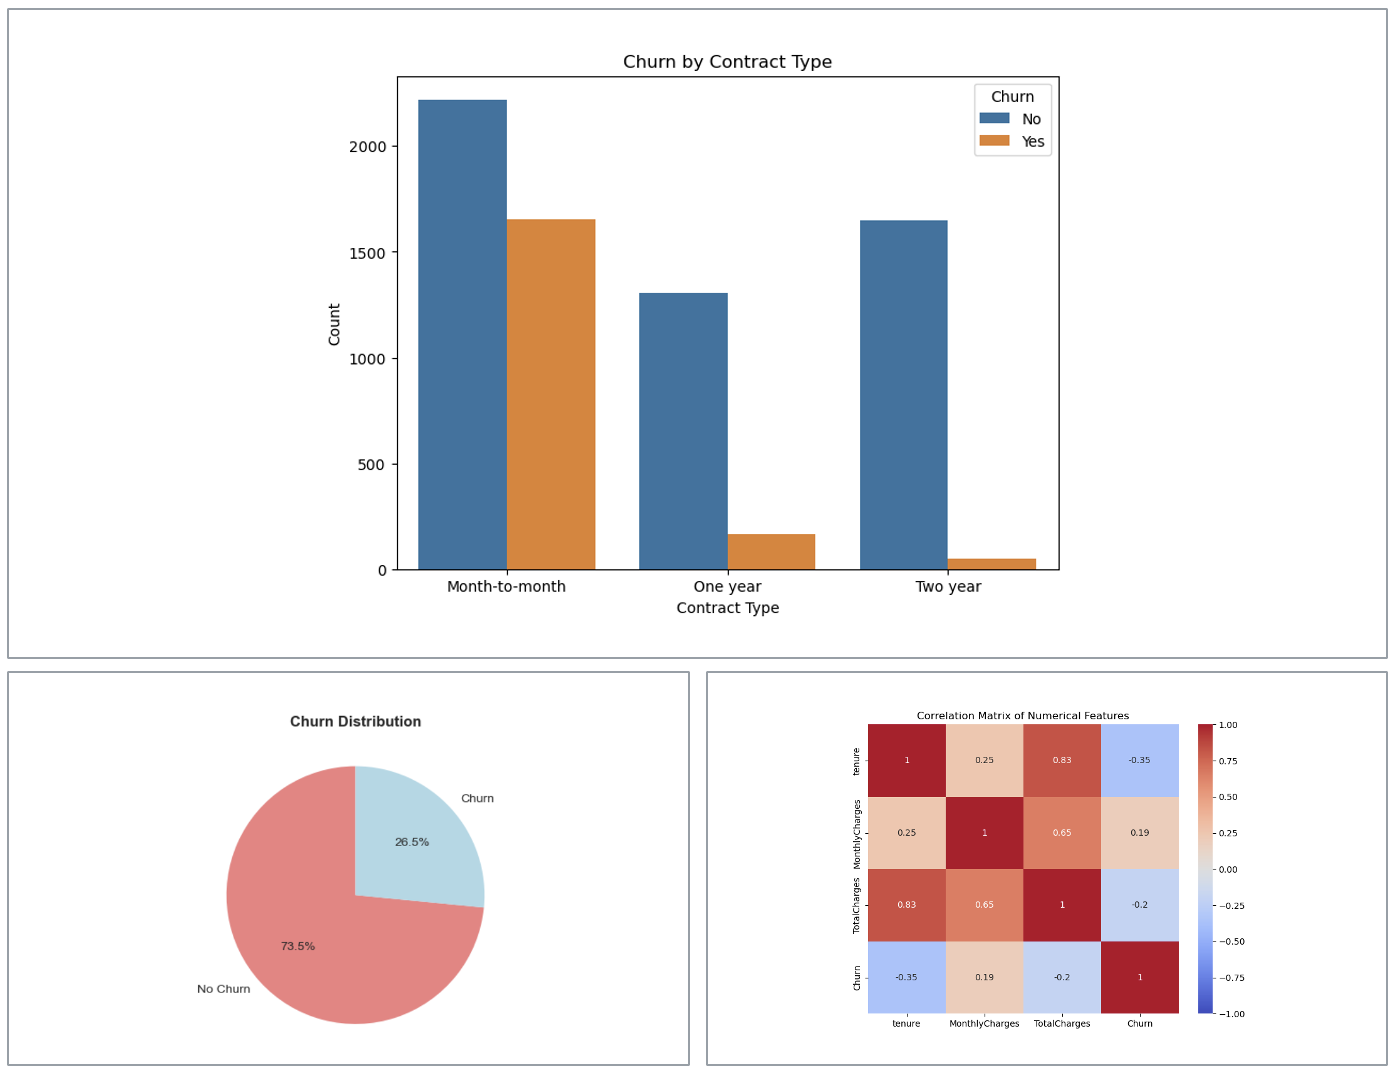 Churn by Contract Type
Churn
No
Yes
2000
1500
1000
500
0
Count
Month-to-month One year Two year
Contract Type
Churn Distribution
Churn
26.5%
73.5%
No Churn
Correlation Matrix of Numerical Features
tenure 1 0.25 0.83 -0.35
MonthlyCharges 0.25 1 0.65 0.19
TotalCharges 0.83 0.65 1 -0.2
Churn -0.35 0.19 -0.2 1
tenure MonthlyCharges TotalCharges Churn
1.00
0.75
0.50
0.25
0.00
−0.25
−0.50
−0.75
−1.00